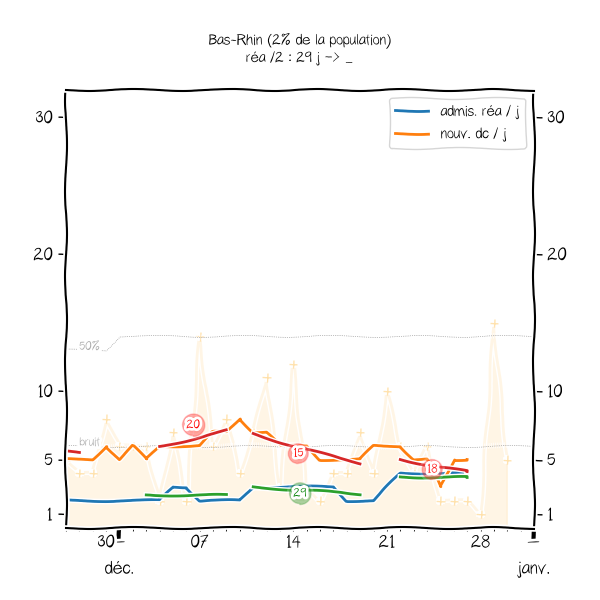 Bas-Rhin (2% de la population)
réa /2 : 29 j -> _
admis. réa / j
nouv. dc / j
30 30
20 20
50%
10 10
bruit
5 5
1 1
20
15
18
29
30 07 14 21 28
déc. janv.